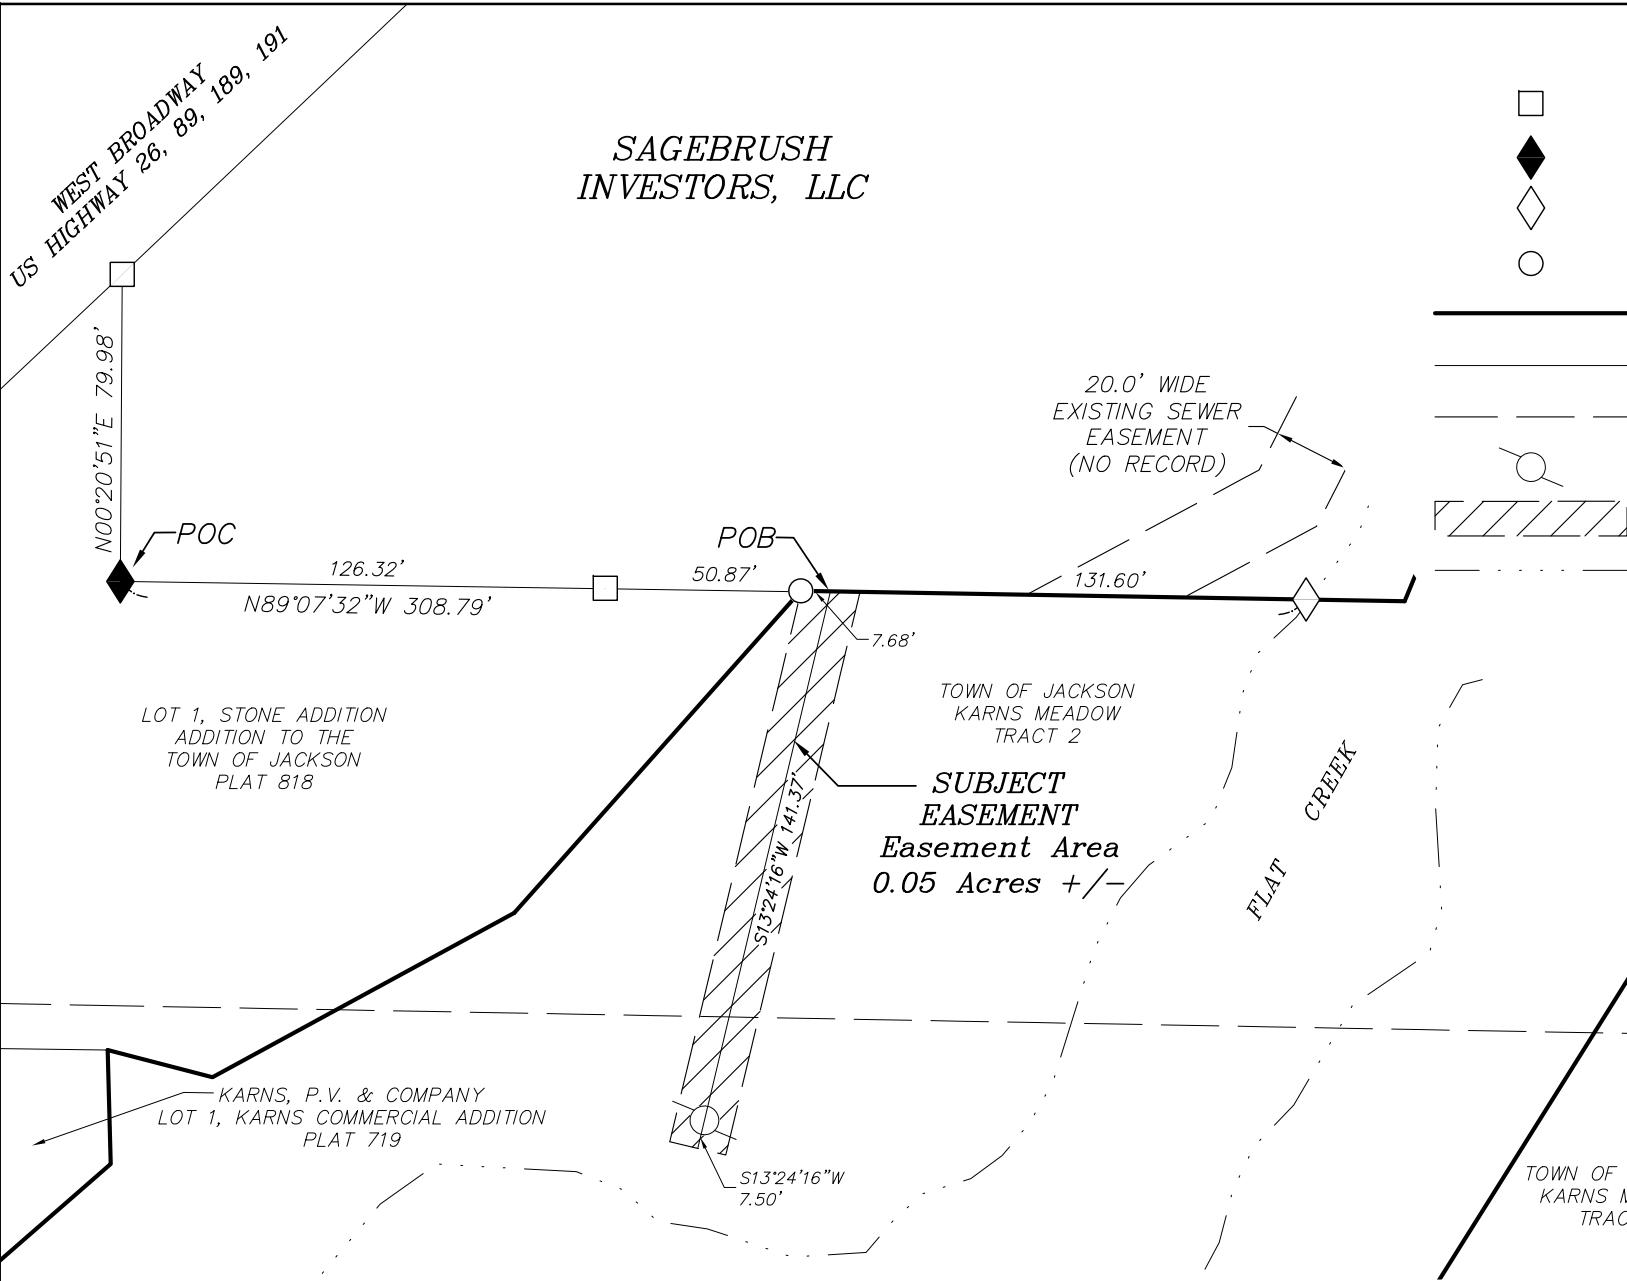 WEST BROADWAY
US HIGHWAY 26, 89, 189, 191
SAGEBRUSH
INVESTORS, LLC
N00°20'51"E 79.98'
20.0' WIDE
EXISTING SEWER
EASEMENT
(NO RECORD)
POC
POB
126.32'
50.87'
131.60'
N89°07'32"W 308.79'
7.68'
LOT 1, STONE ADDITION
ADDITION TO THE
TOWN OF JACKSON
PLAT 818
TOWN OF JACKSON
KARNS MEADOW
TRACT 2
SUBJECT
EASEMENT
Easement Area
0.05 Acres +/-
S13°24'16"W 141.37'
FLAT CREEK
KARNS, P.V. & COMPANY
LOT 1, KARNS COMMERCIAL ADDITION
PLAT 719
S13°24'16"W
7.50'
TOWN OF
KARNS